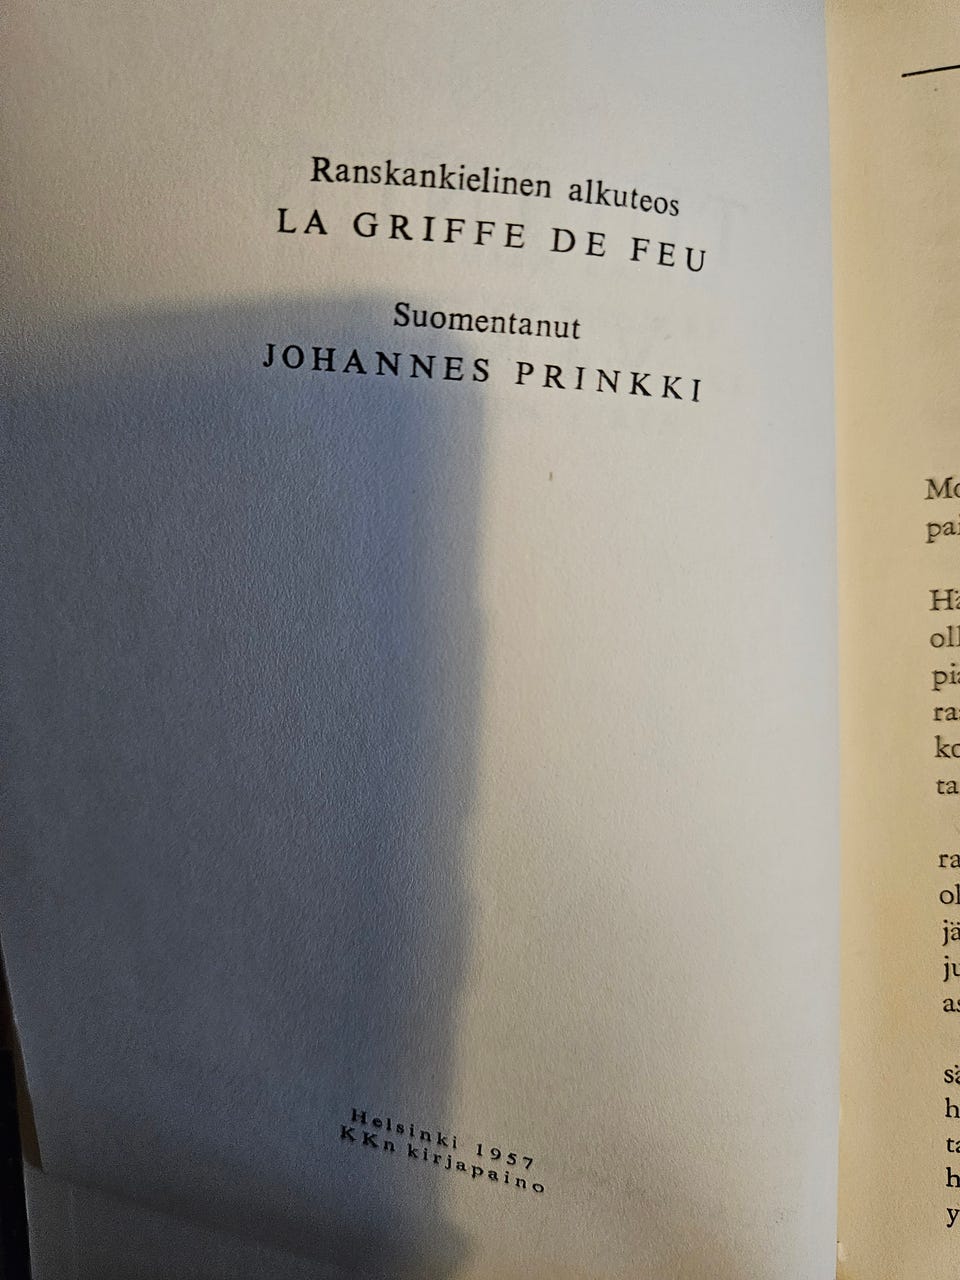 Ranskankielinen alkuteos
LA GRIFFE DE FEU
Suomentanut
JOHANNES PRINKKI
Helsinki 1957
KKn kirjapaino